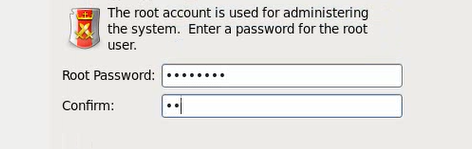 The root account is used for administering
the system. Enter a password for the root
user.
Root Password: ••••••••
Confirm: ••